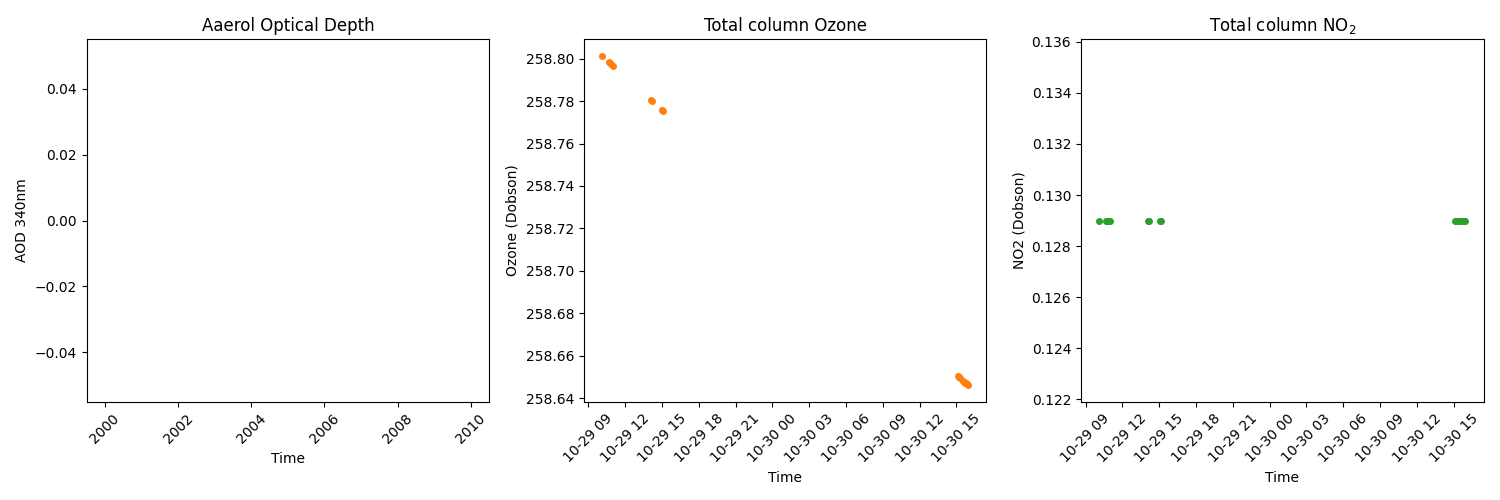 Aaerol Optical Depth
AOD 340nm
0.04
0.02
0.00
−0.02
−0.04
2000 2002 2004 2006 2008 2010
Time
Total column Ozone
Ozone (Dobson)
258.80
258.78
258.76
258.74
258.72
258.70
258.68
258.66
258.64
10-29 09 10-29 12 10-29 15 10-29 18 10-29 21 10-30 00 10-30 03 10-30 06 10-30 09 10-30 12 10-30 15
Time
Total column NO₂
NO2 (Dobson)
0.136
0.134
0.132
0.130
0.128
0.126
0.124
0.122
10-29 09 10-29 12 10-29 15 10-29 18 10-29 21 10-30 00 10-30 03 10-30 06 10-30 09 10-30 12 10-30 15
Time